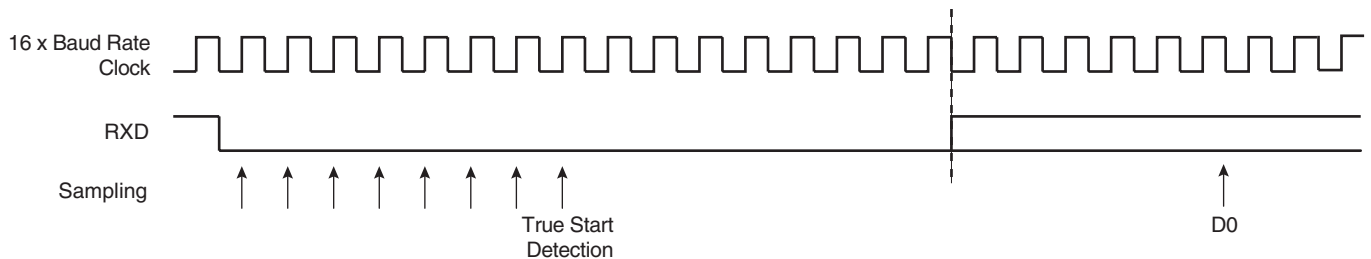 16 x Baud Rate
Clock
RXD
Sampling
True Start
Detection
D0